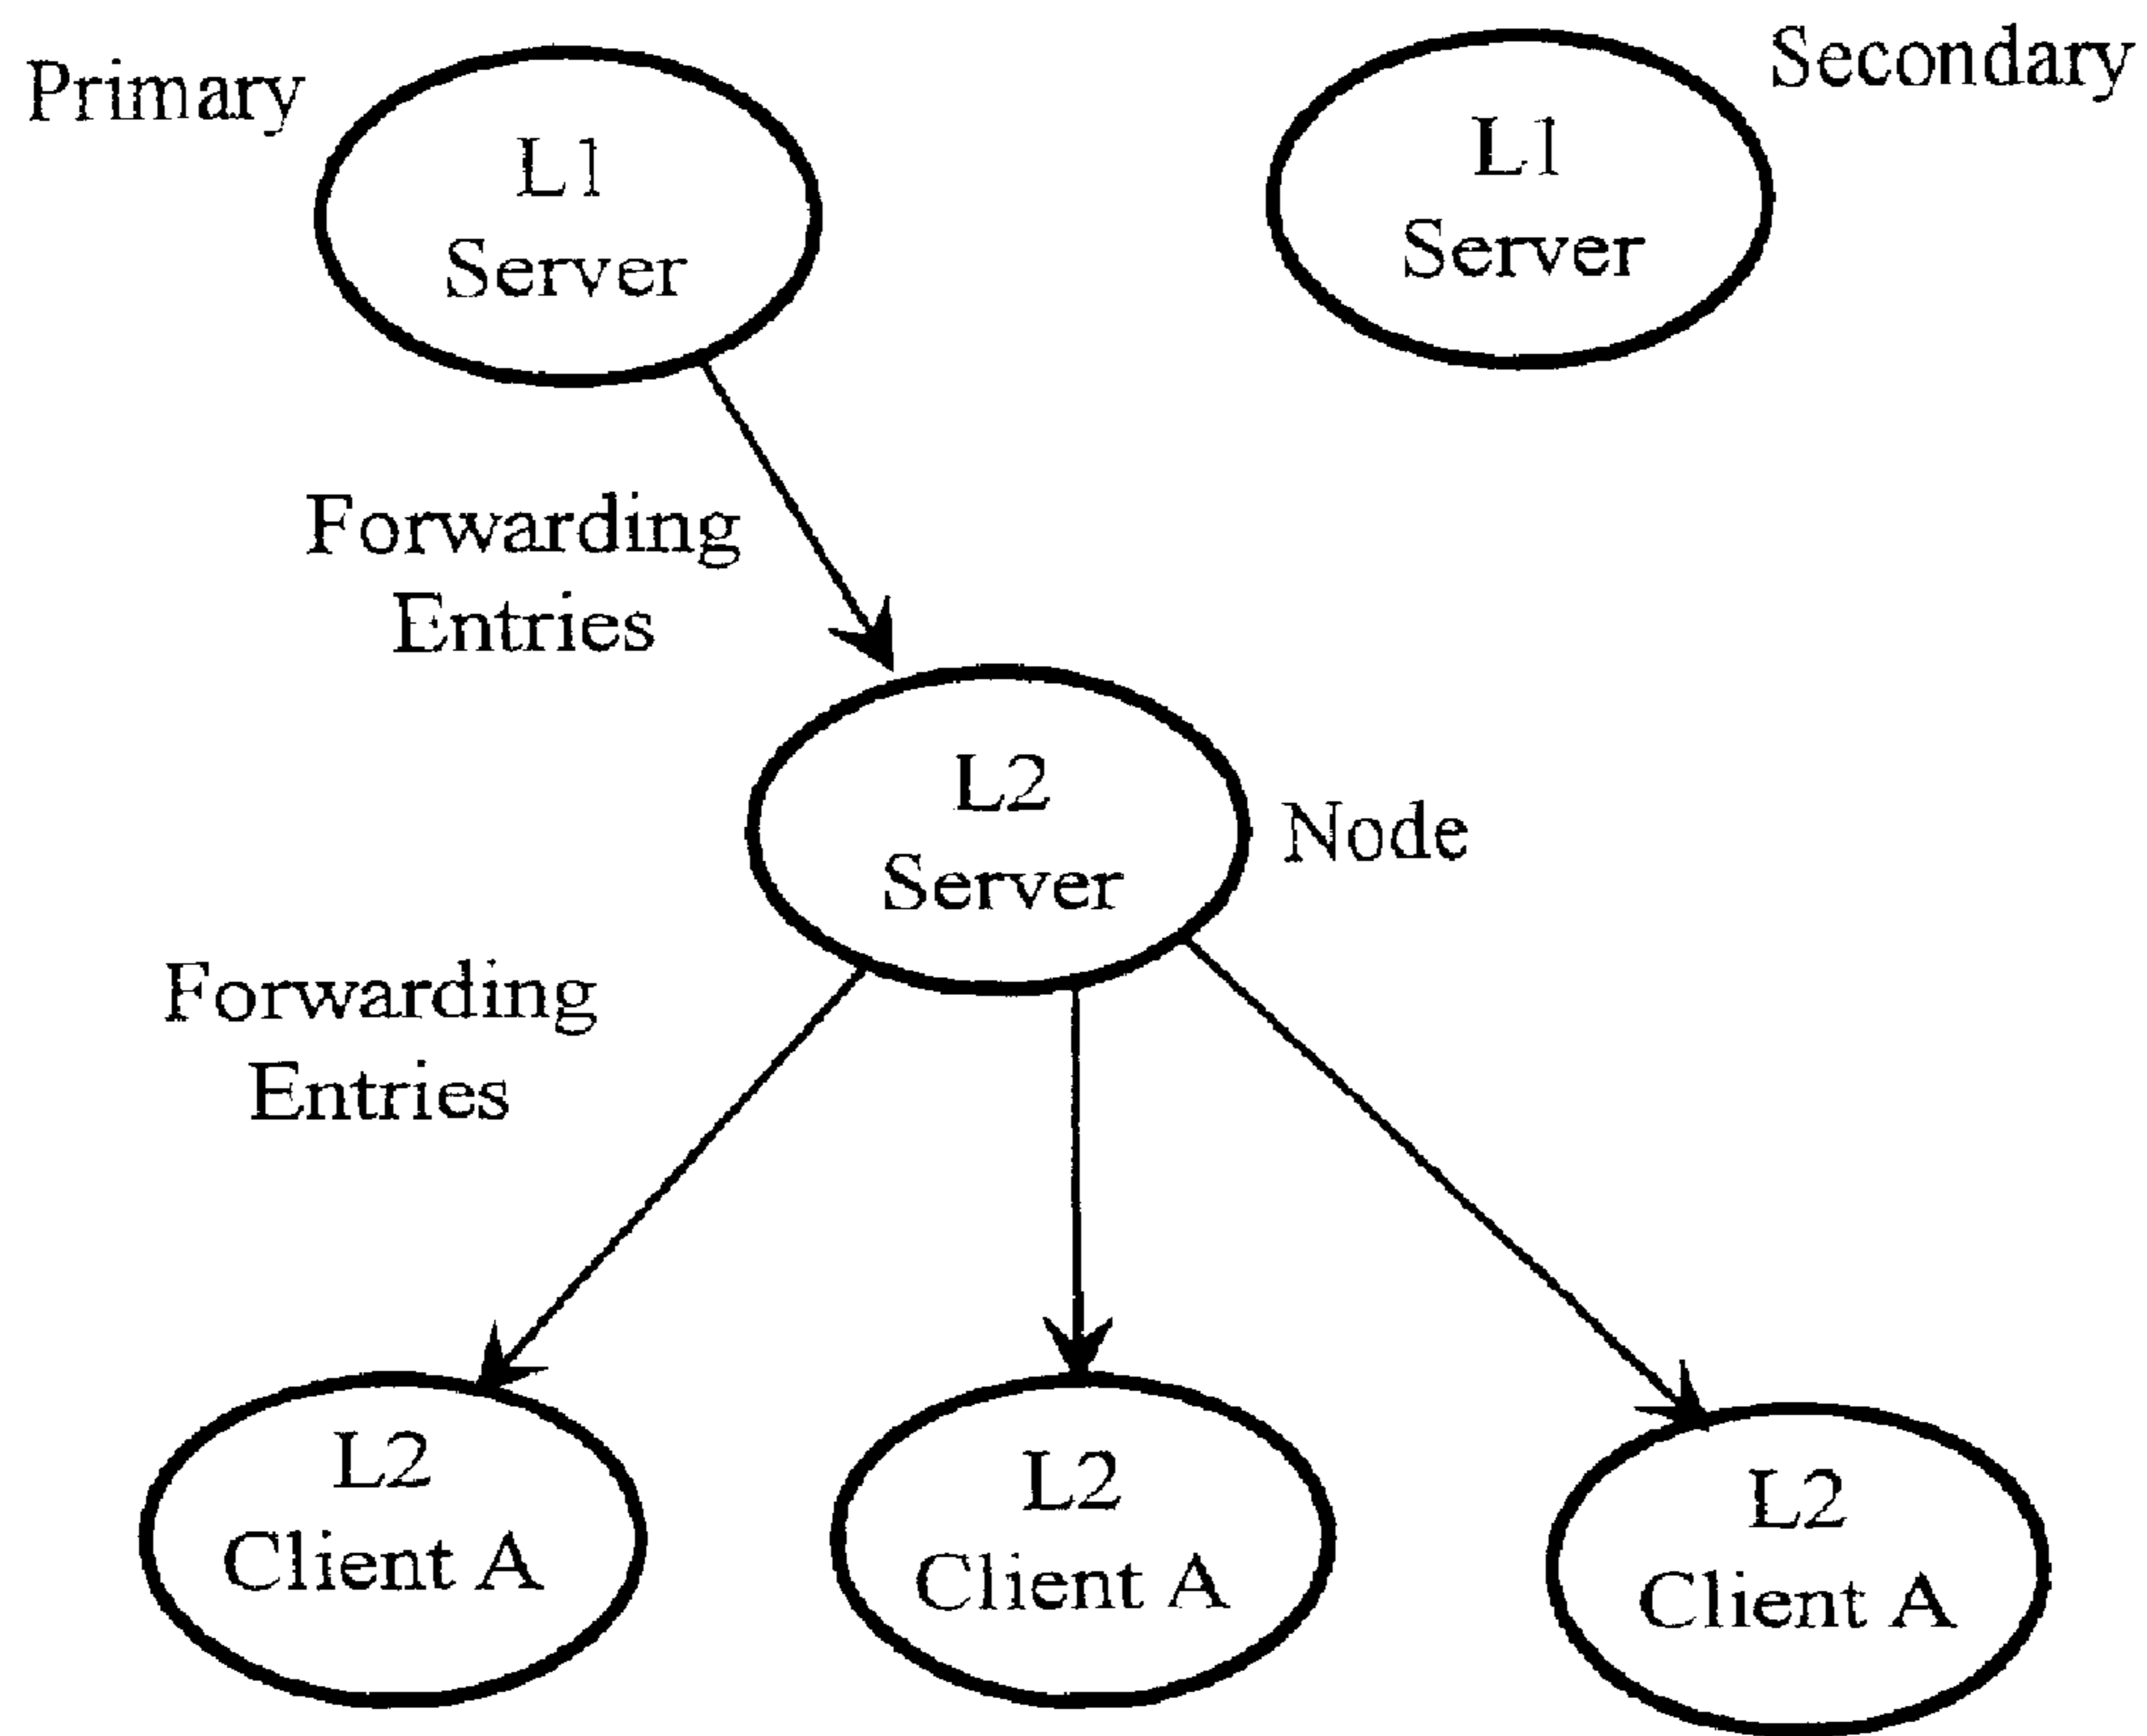 Primary
L1
Server
Secondary
L1
Server
Forwarding
Entries
L2
Server
Node
Forwarding
Entries
L2
Client A
L2
Client A
L2
Client A